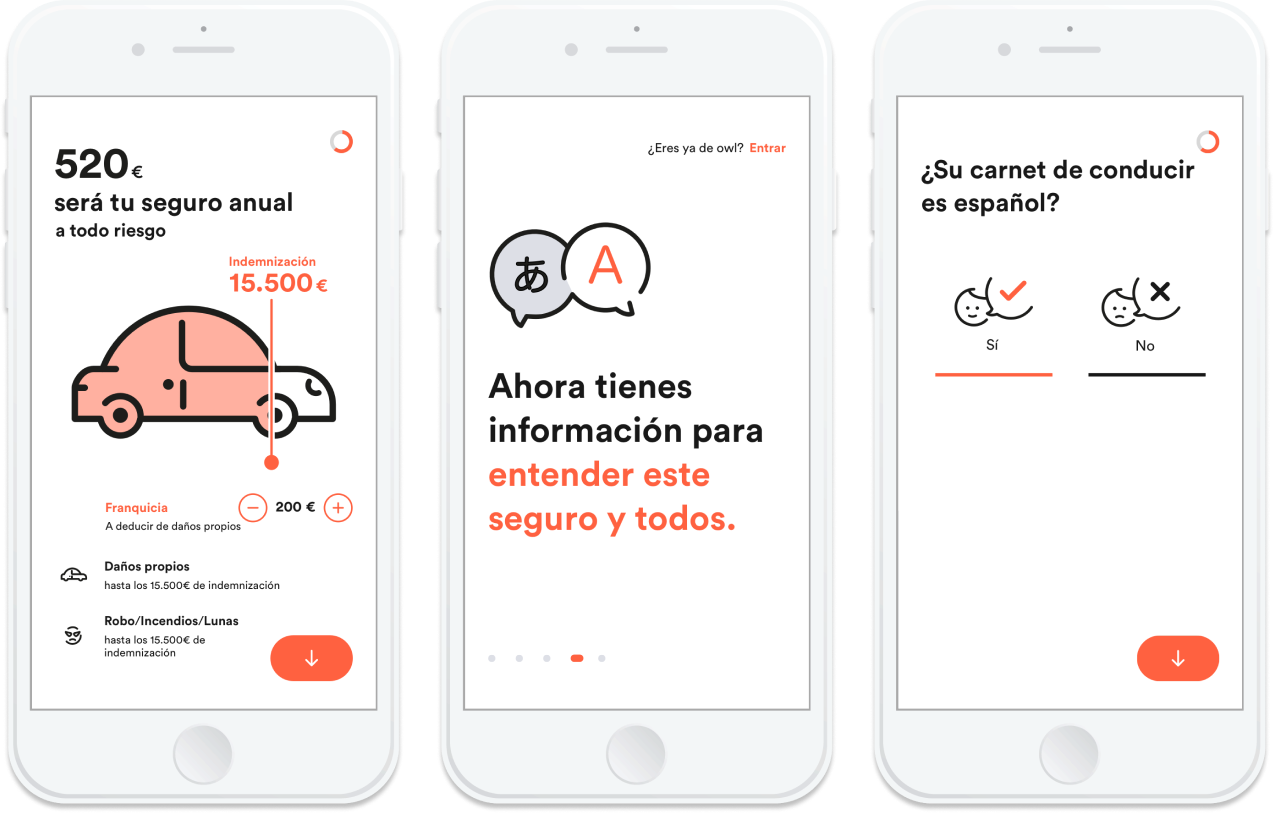 520 €
será tu seguro anual
a todo riesgo
Indemnización
15.500 €
Franquicia
200 €
A deducir de daños propios
Daños propios
hasta los 15.500€ de indemnización
Robo/Incendios/Lunas
hasta los 15.500€ de
indemnización
¿Eres ya de owl? Entrar
あ A
Ahora tienes
información para
entender este
seguro y todos.
¿Su carnet de conducir
es español?
Sí
No